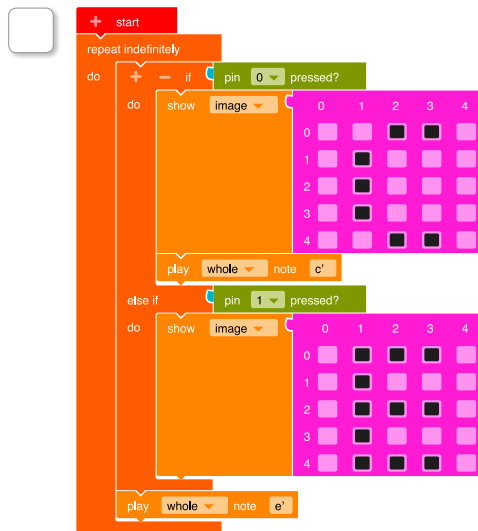 + start
repeat indefinitely
do + − if pin 0 pressed?
do show image 0 1 2 3 4
0
1
2
3
4
play whole note c'
else if pin 1 pressed?
do show image 0 1 2 3 4
0
1
2
3
4
play whole note e'